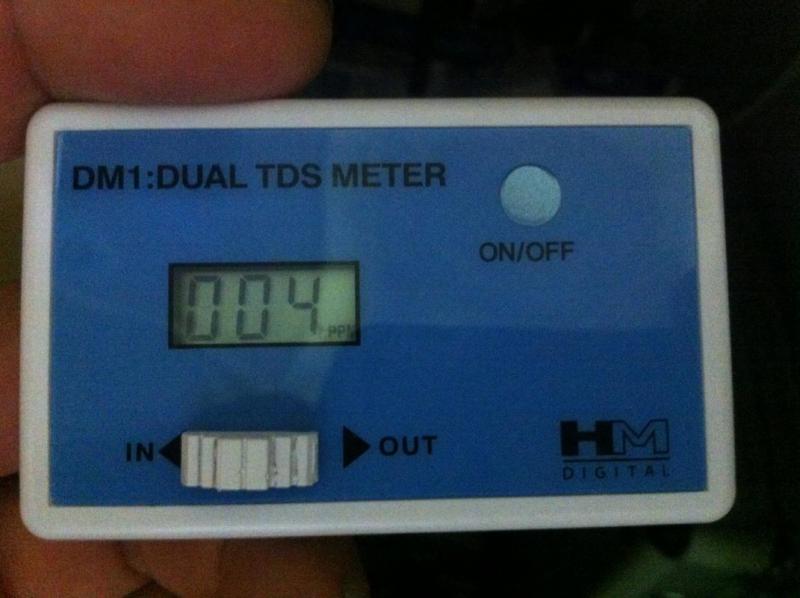 DM1:DUAL TDS METER
ON/OFF
004 PPM
IN OUT
HM
DIGITAL